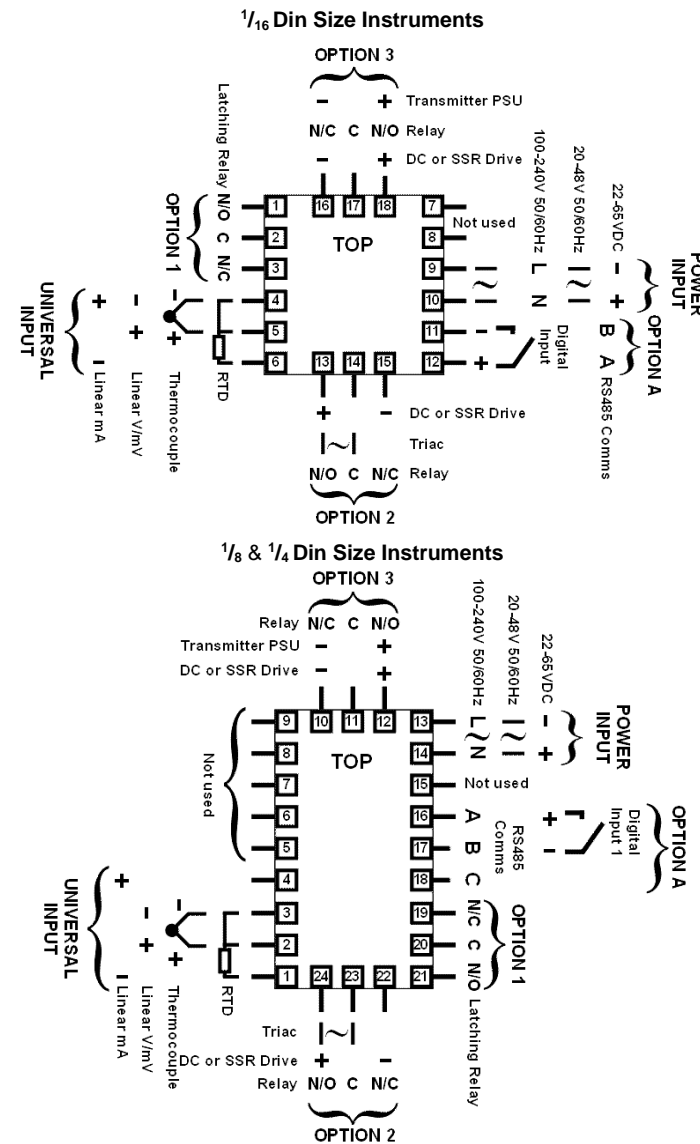 1/16 Din Size Instruments
OPTION 3
− + Transmitter PSU
N/C C N/O Relay
− + DC or SSR Drive
Latching Relay
N/O C N/C
OPTION 1
16 17 18
TOP
1
2
3
4
5
6
7
8
9
10
11
12
13 14 15
Not used
L N
100-240V 50/60Hz
20-48V 50/60Hz
22-65VDC
− +
POWER INPUT
− +
Digital Input
B A
RS485 Comms
OPTION A
UNIVERSAL INPUT
+ − Linear mA
− + Linear V/mV
− + Thermocouple
RTD
+ − DC or SSR Drive
~ Triac
N/O C N/C Relay
OPTION 2
1/8 & 1/4 Din Size Instruments
OPTION 3
Relay N/C C N/O
Transmitter PSU − +
DC or SSR Drive − +
10 11 12
TOP
9
8
7
6
5
4
3
2
1
13
14
15
16
17
18
19
20
21
24 23 22
Not used
L N
100-240V 50/60Hz
20-48V 50/60Hz
22-65VDC
− +
POWER INPUT
Not used
A B C
RS485 Comms
+ −
Digital Input 1
OPTION A
N/C C N/O
OPTION 1
Latching Relay
UNIVERSAL INPUT
+ − Linear mA
− + Linear V/mV
− + Thermocouple
RTD
Triac ~
DC or SSR Drive + −
Relay N/O C N/C
OPTION 2